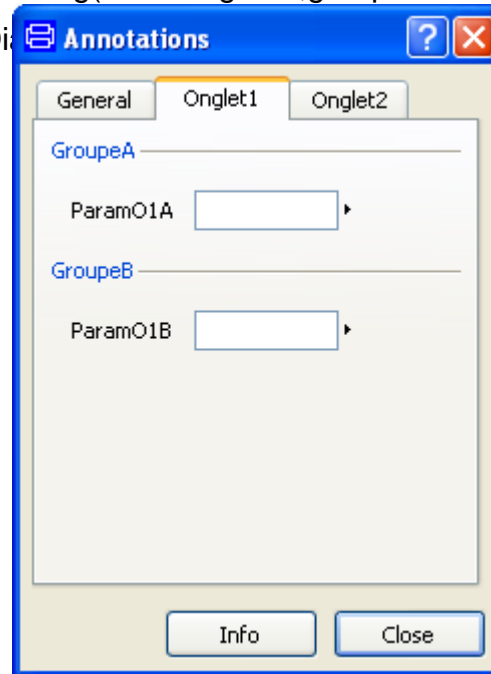 Annotations
General Onglet1 Onglet2
GroupeA
ParamO1A
GroupeB
ParamO1B
Info Close